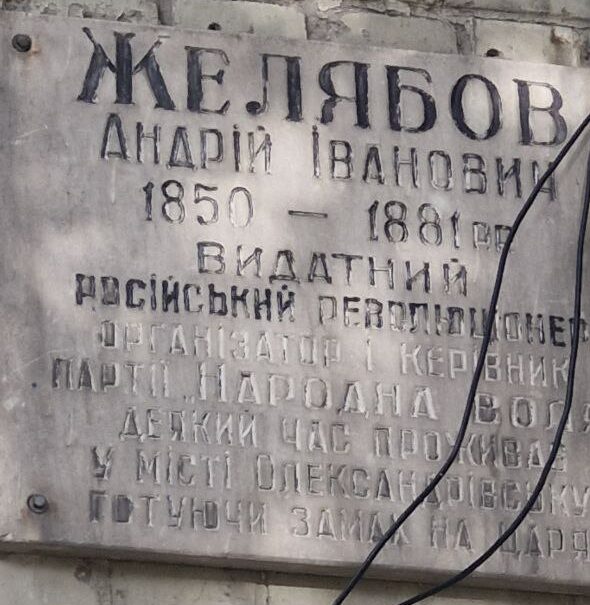 ЖЕЛЯБОВ
АНДРІЙ ІВАНОВИЧ
1850 — 1881 рр
ВИДАТНИЙ
РОСІЙСЬКИЙ РЕВОЛЮЦІОНЕР
ОРГАНІЗАТОР І КЕРІВНИК
ПАРТІЇ „НАРОДНА ВОЛЯ
ДЕЯКИЙ ЧАС ПРОЖИВАВ
У МІСТІ ОЛЕКСАНДРІВСЬКУ
ГОТУЮЧИ ЗАМАХ НА ЦАРЯ